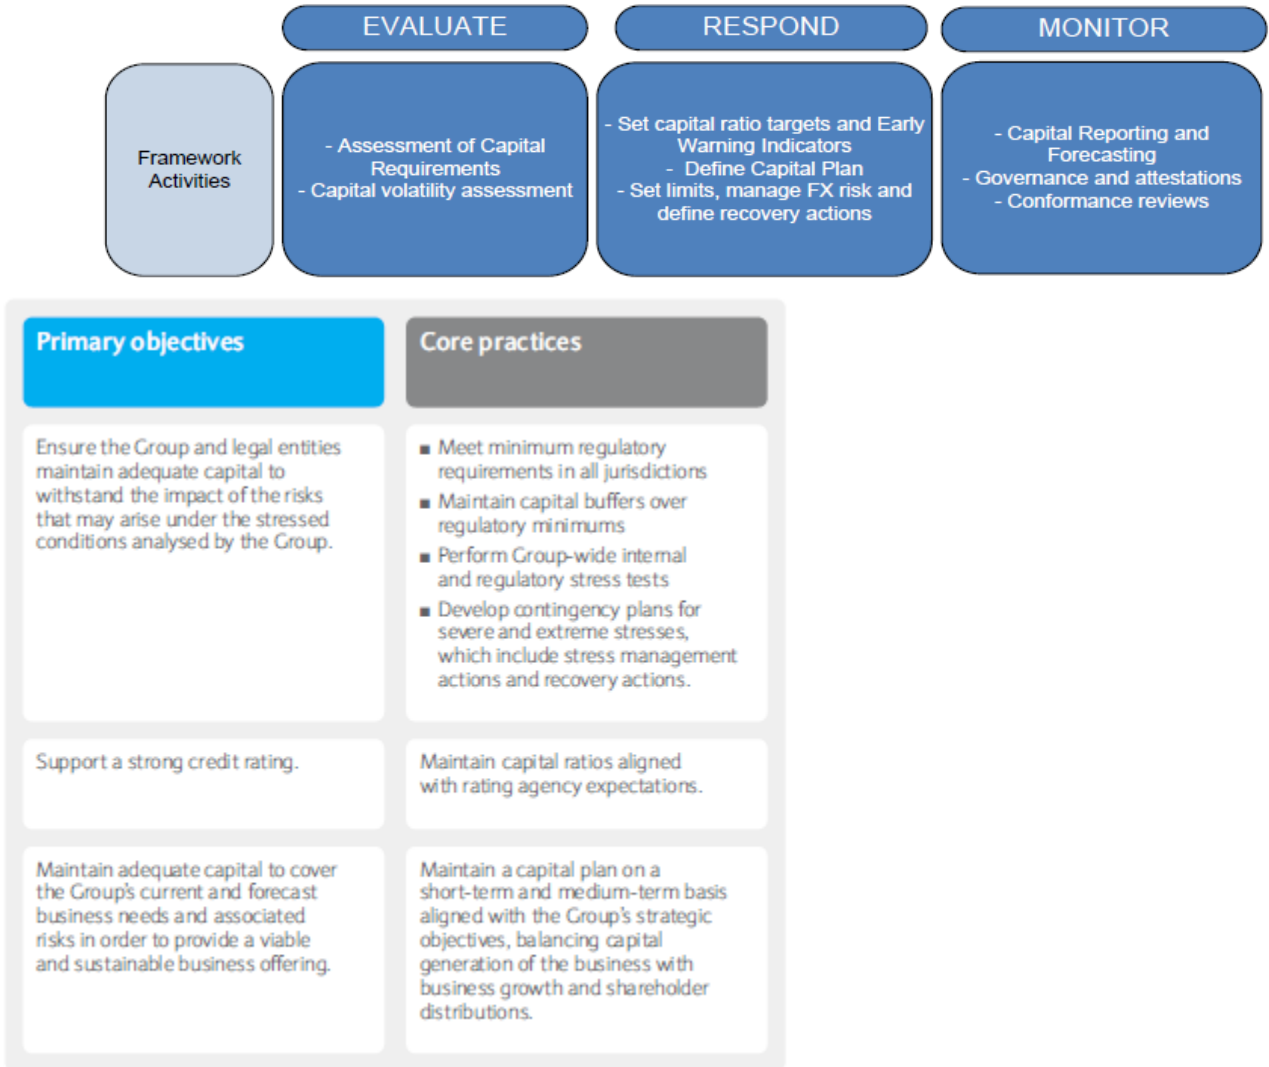 EVALUATE
RESPOND
MONITOR
Framework
Activities
- Assessment of Capital
Requirements
- Capital volatility assessment
- Set capital ratio targets and Early
Warning Indicators
- Define Capital Plan
- Set limits, manage FX risk and
define recovery actions
- Capital Reporting and
Forecasting
- Governance and attestations
- Conformance reviews
Primary objectives
Core practices
Ensure the Group and legal entities
maintain adequate capital to
withstand the impact of the risks
that may arise under the stressed
conditions analysed by the Group.
■ Meet minimum regulatory
requirements in all jurisdictions
■ Maintain capital buffers over
regulatory minimums
■ Perform Group-wide internal
and regulatory stress tests
■ Develop contingency plans for
severe and extreme stresses,
which include stress management
actions and recovery actions.
Support a strong credit rating.
Maintain capital ratios aligned
with rating agency expectations.
Maintain adequate capital to cover
the Group's current and forecast
business needs and associated
risks in order to provide a viable
and sustainable business offering.
Maintain a capital plan on a
short-term and medium-term basis
aligned with the Group's strategic
objectives, balancing capital
generation of the business with
business growth and shareholder
distributions.